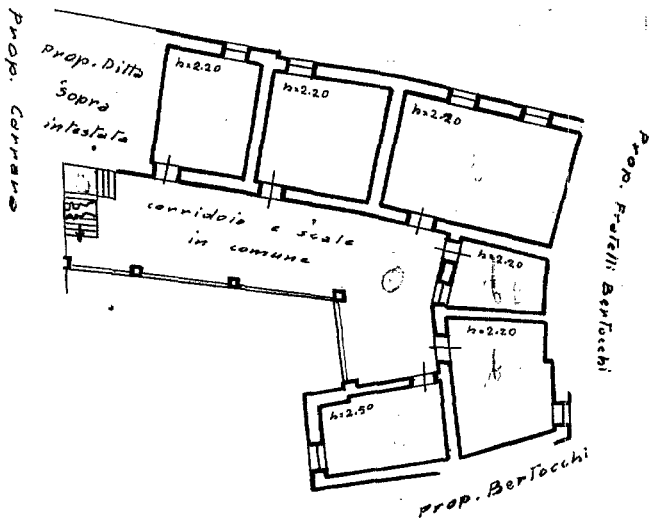 Prop. Carrara
Prop. Ditta
sopra
intestata
h=2.20
h=2.20
h=2.20
corridoio e scale
in comune
h=2.20
h=2.20
h=2.50
Prop. Fratelli Bertocchi
Prop. Bertocchi